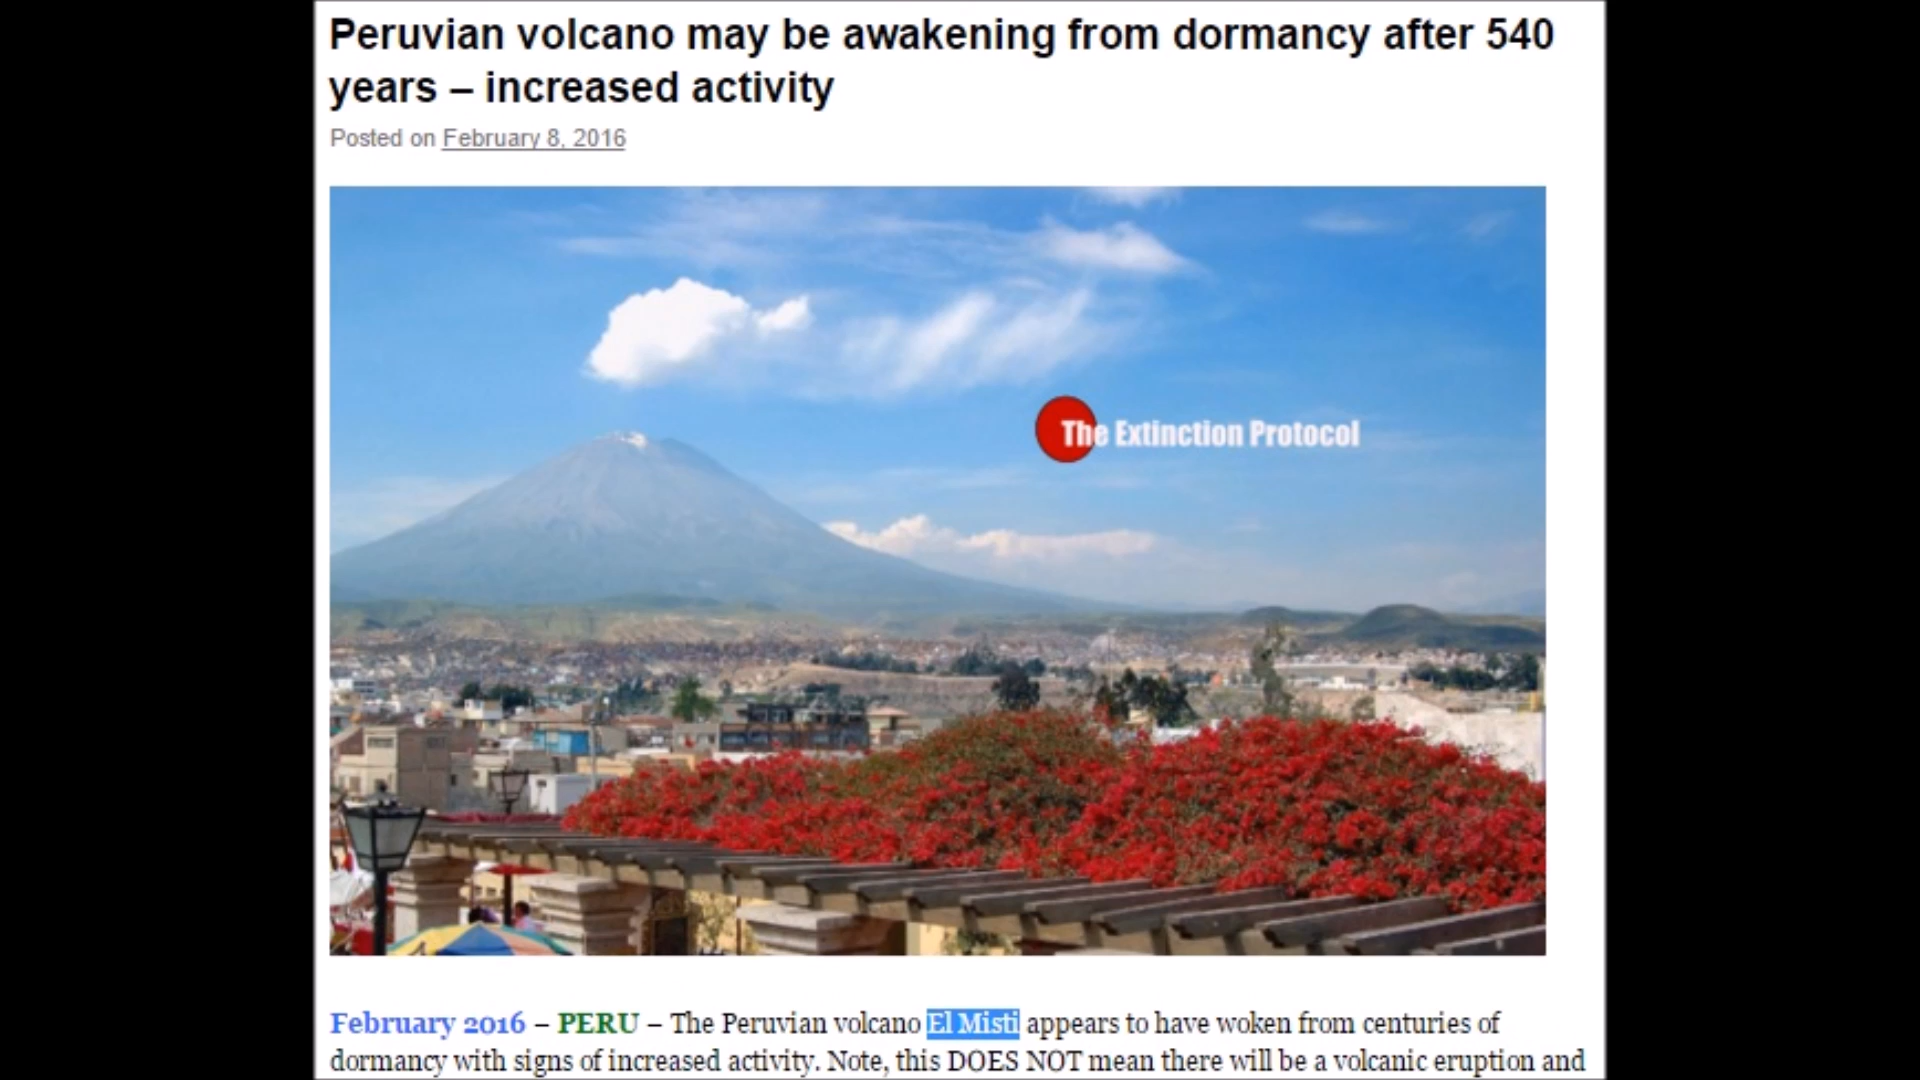 Peruvian volcano may be awakening from dormancy after 540
years – increased activity
Posted on February 8, 2016
The Extinction Protocol
February 2016 – PERU – The Peruvian volcano El Misti appears to have woken from centuries of
dormancy with signs of increased activity. Note, this DOES NOT mean there will be a volcanic eruption and